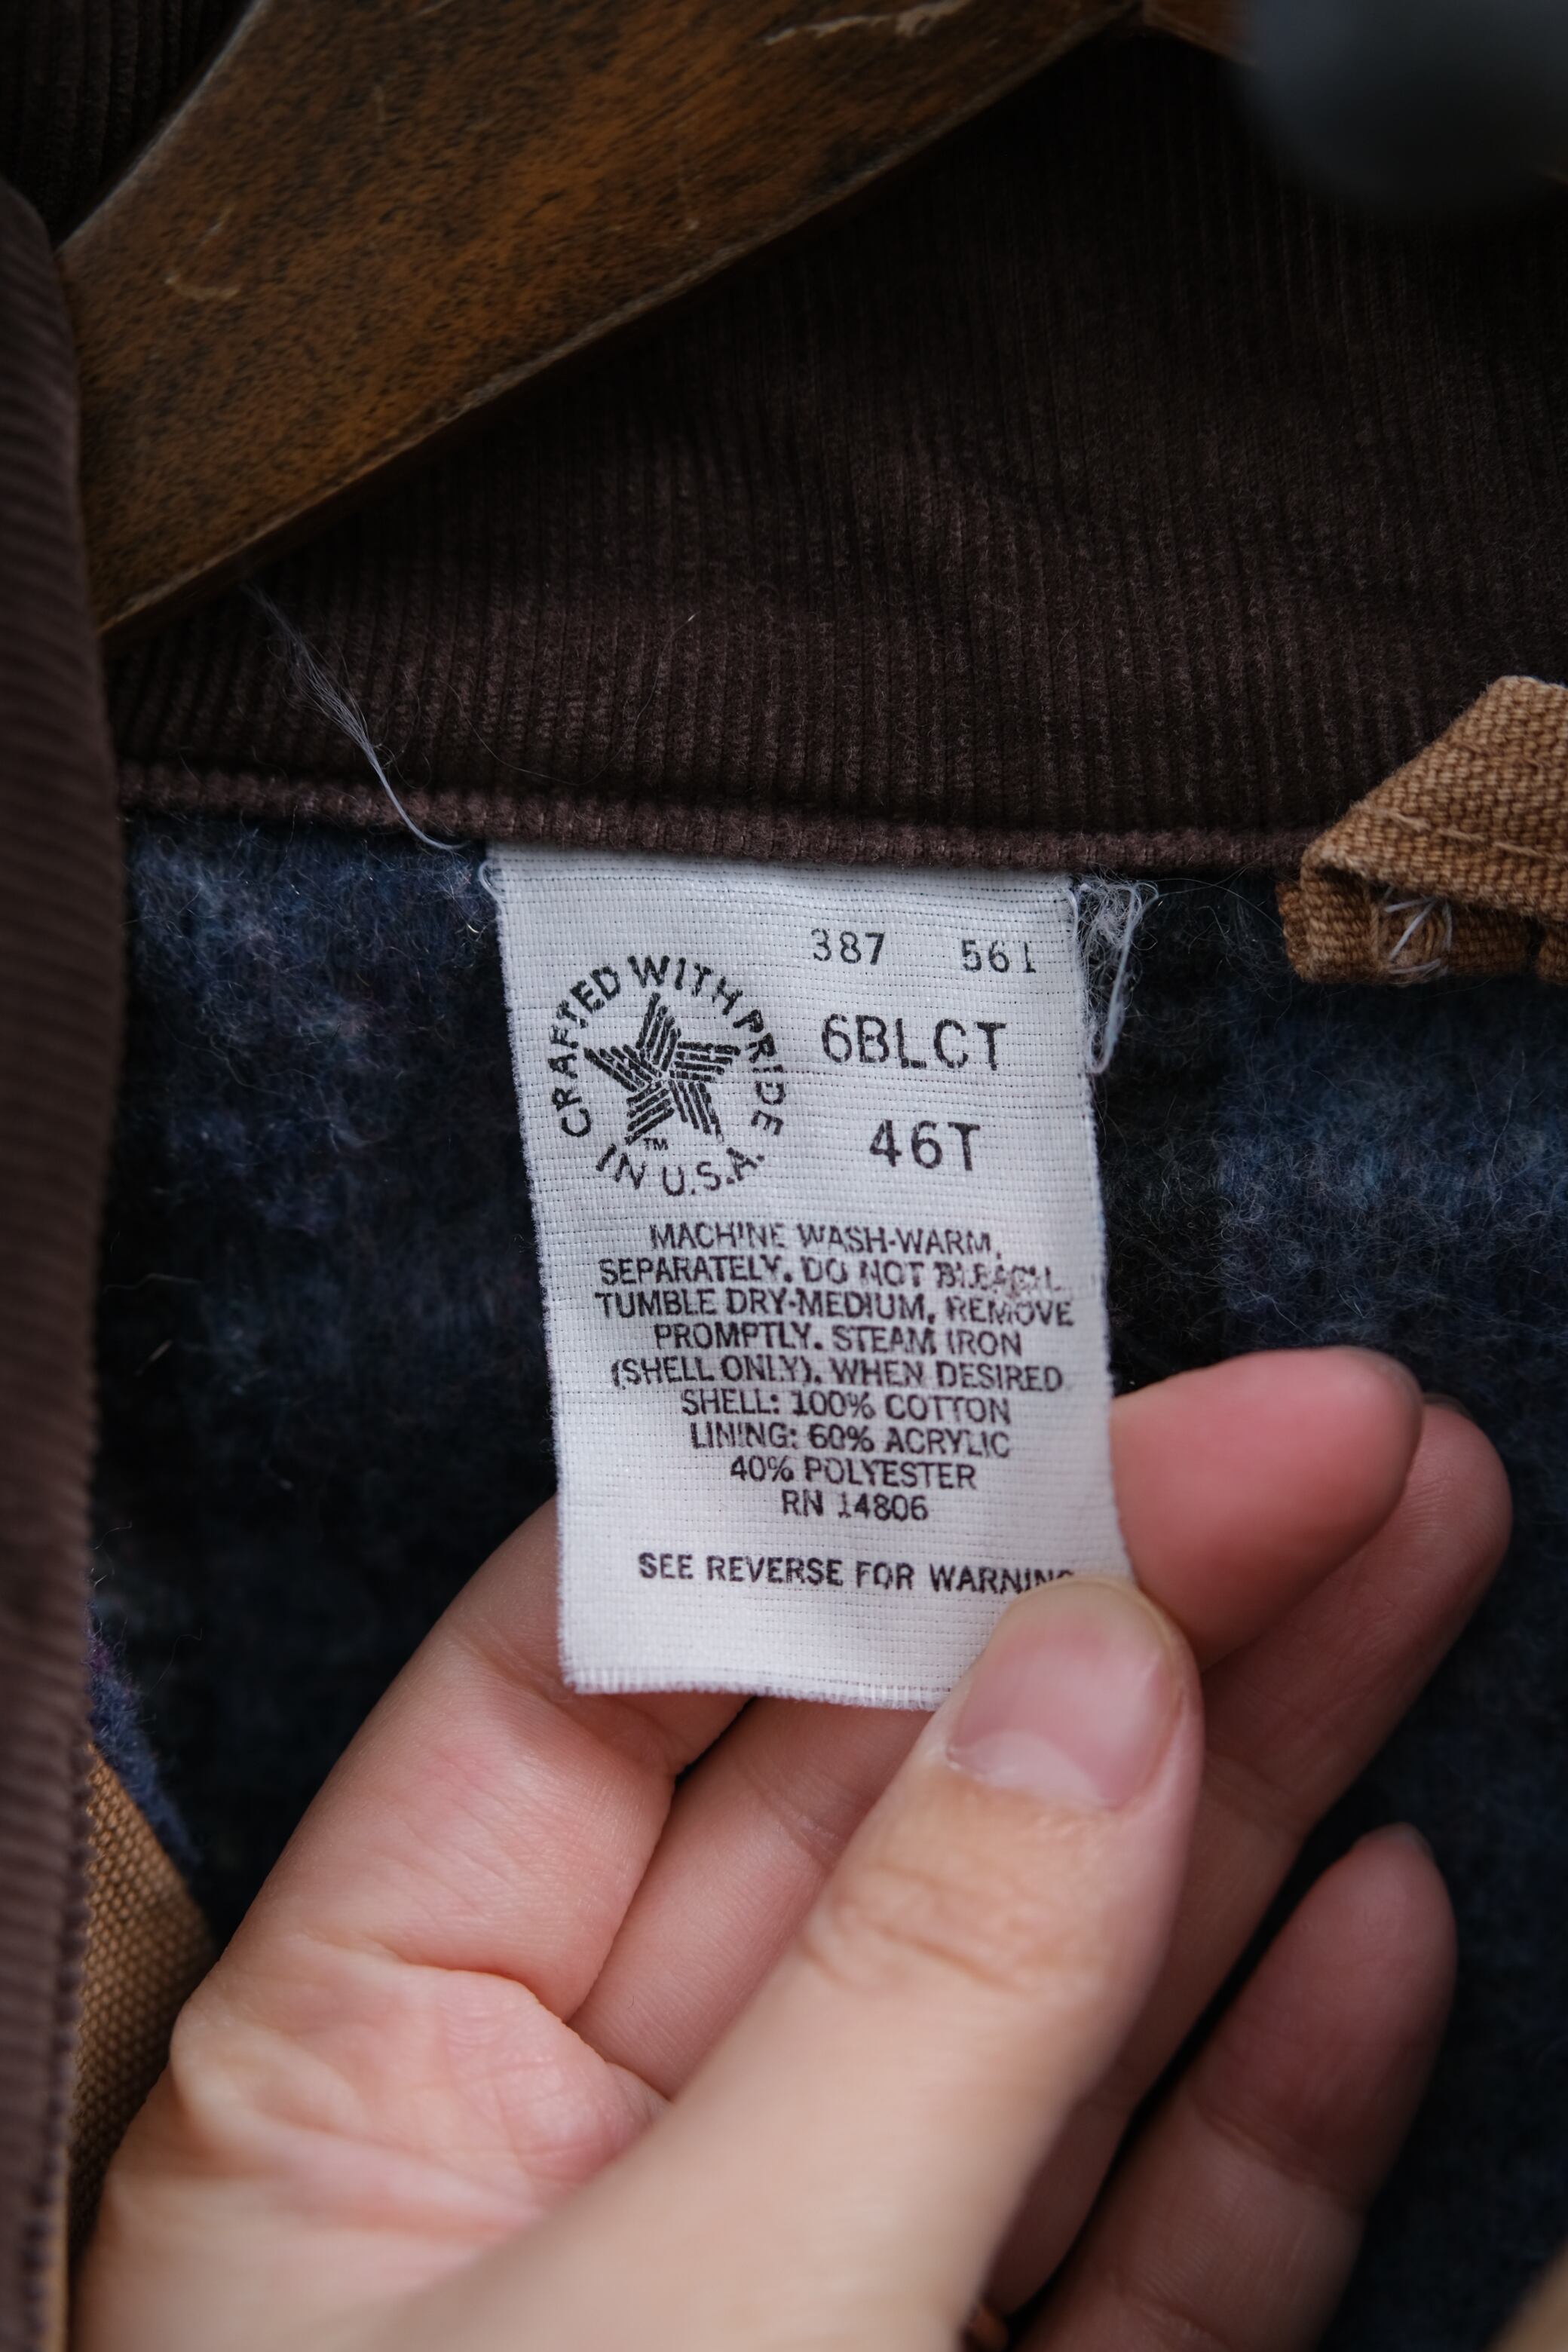 387 561
CRAFTED WITH PRIDE
IN U.S.A.
TM
6BLCT
46T
MACHINE WASH-WARM,
SEPARATELY. DO NOT BLEACH.
TUMBLE DRY-MEDIUM, REMOVE
PROMPTLY. STEAM IRON
(SHELL ONLY), WHEN DESIRED
SHELL: 100% COTTON
LINING: 60% ACRYLIC
40% POLYESTER
RN 14806
SEE REVERSE FOR WARNING